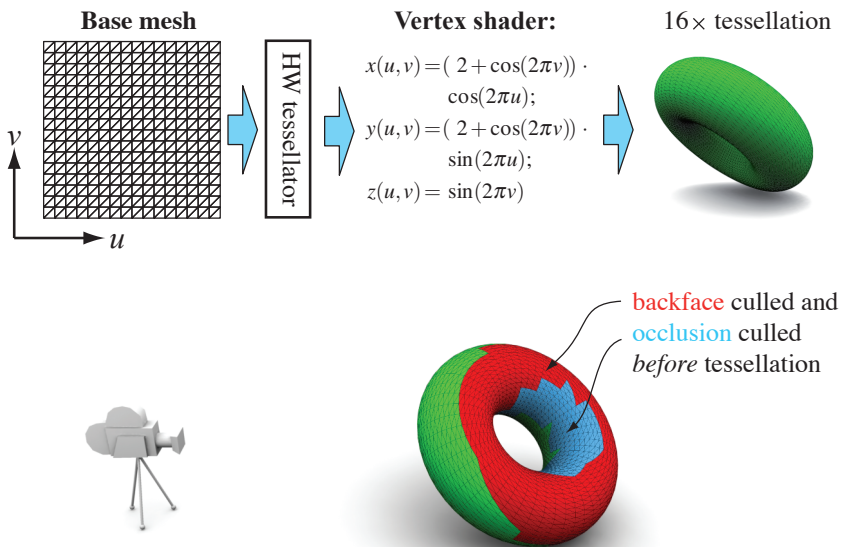 Base mesh
Vertex shader:
16× tessellation
HW tessellator
x(u,v) = ( 2 + cos(2πv)) ·
cos(2πu);
y(u,v) = ( 2 + cos(2πv)) ·
sin(2πu);
z(u,v) = sin(2πv)
v
u
backface culled and
occlusion culled
before tessellation